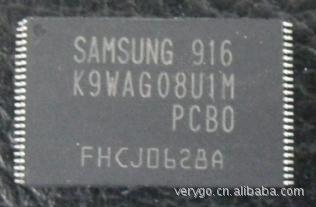 SAMSUNG 916
K9WAG08U1M
PCB0
FHCJ0628A
verygo.cn.alibaba.com